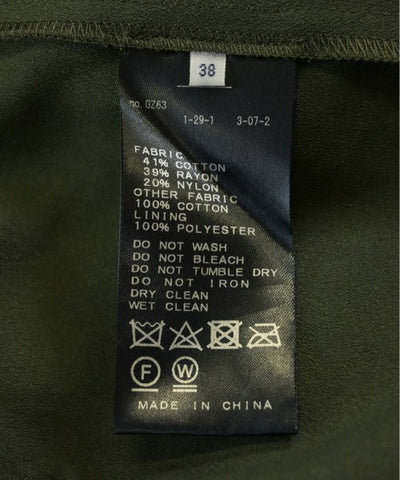 38
no. GZ63
1-29-1 3-07-2
FABRIC
41% COTTON
39% RAYON
20% NYLON
OTHER FABRIC
100% COTTON
LINING
100% POLYESTER
DO NOT WASH
DO NOT BLEACH
DO NOT TUMBLE DRY
DO NOT IRON
DRY CLEAN
WET CLEAN
F W
MADE IN CHINA